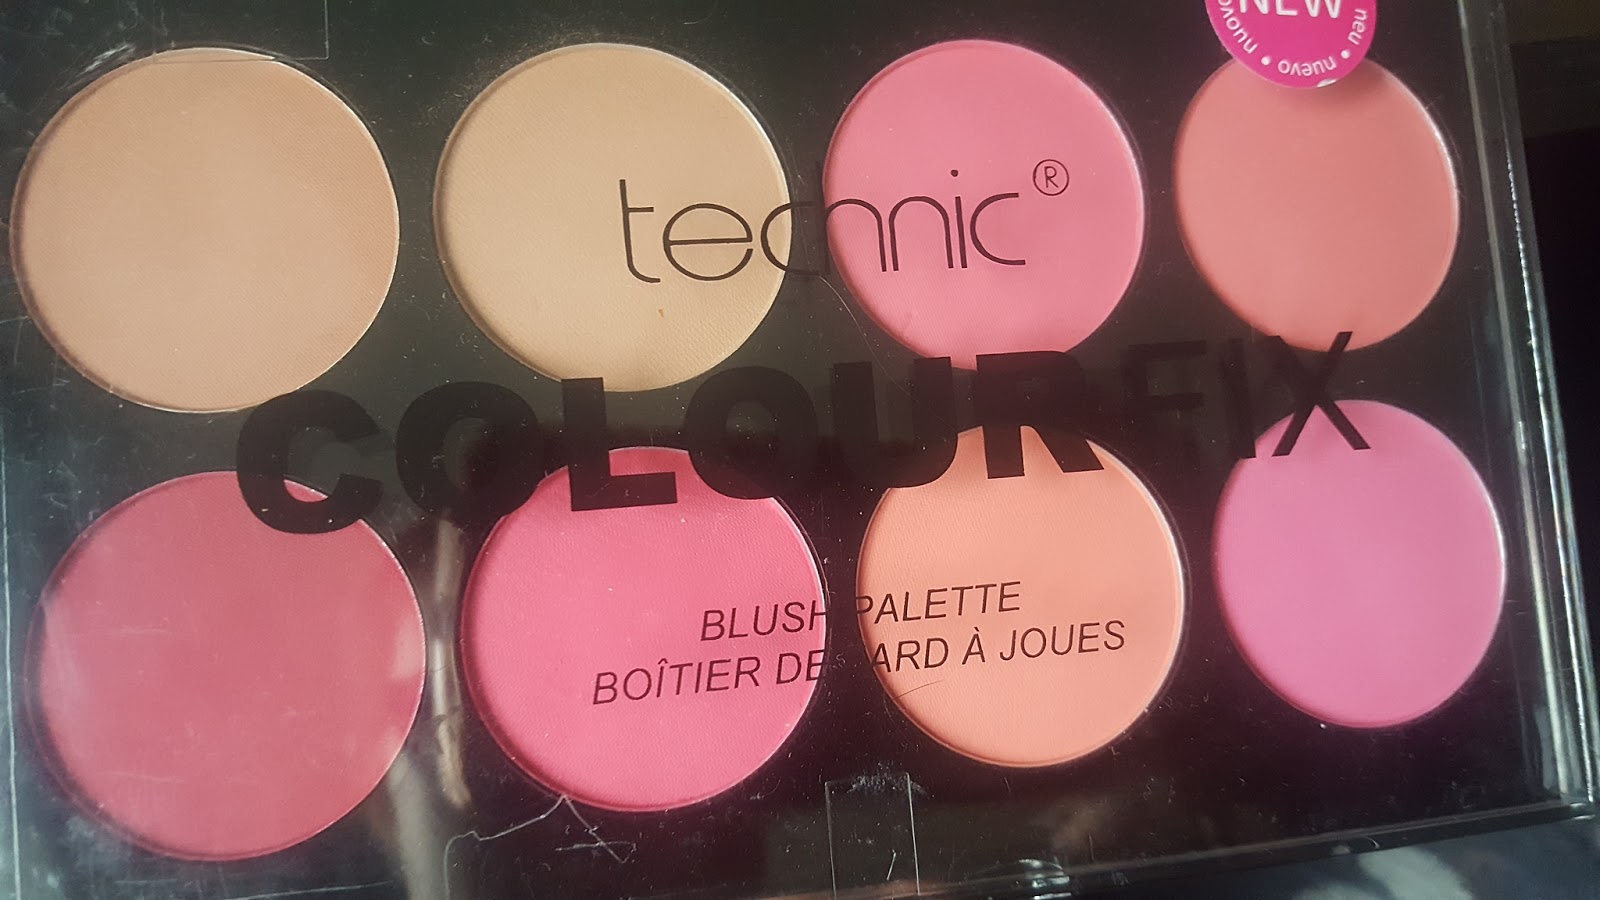 NEW
neu • nuevo • nuovo
technic®
COLOURFIX
BLUSH PALETTE
BOÎTIER DE FARD À JOUES